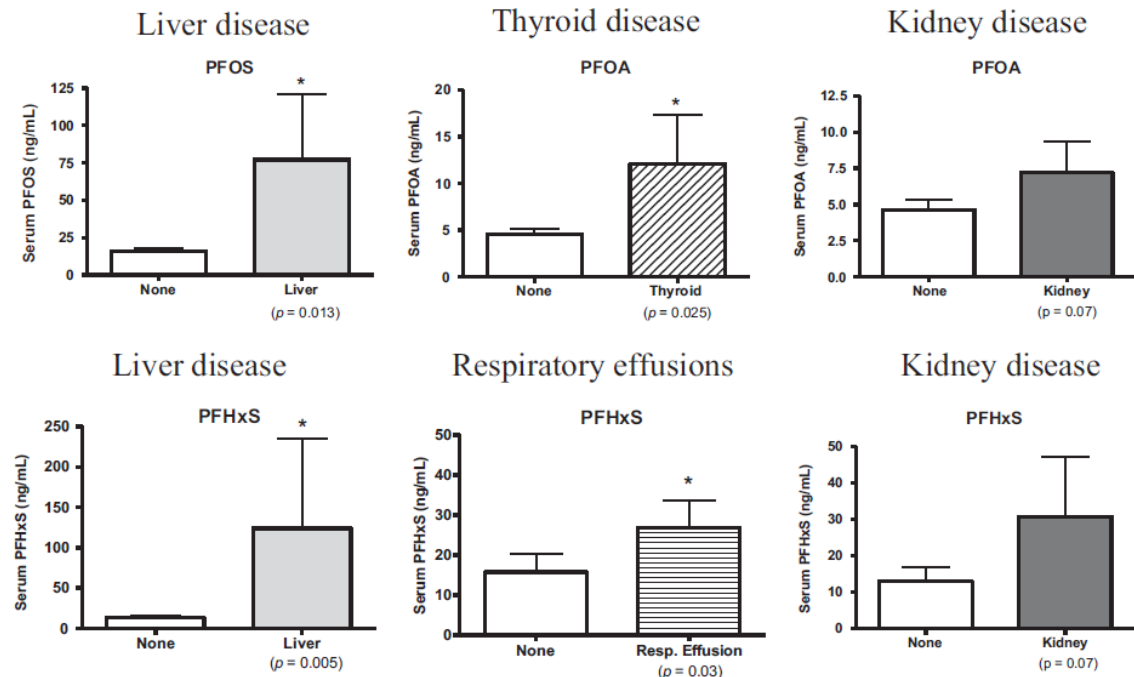 Liver disease
PFOS
Serum PFOS (ng/mL)
125
100
75
50
25
0
*
None
Liver
(p = 0.013)
Thyroid disease
PFOA
Serum PFOA (ng/mL)
20
15
10
5
0
*
None
Thyroid
(p = 0.025)
Kidney disease
PFOA
Serum PFOA (ng/mL)
12.5
10.0
7.5
5.0
2.5
0.0
None
Kidney
(p = 0.07)
Liver disease
PFHxS
Serum PFHxS (ng/mL)
250
200
150
100
50
0
*
None
Liver
(p = 0.005)
Respiratory effusions
PFHxS
Serum PFHxS (ng/mL)
50
40
30
20
10
0
*
None
Resp. Effusion
(p = 0.03)
Kidney disease
PFHxS
Serum PFHxS (ng/mL)
50
40
30
20
10
0
None
Kidney
(p = 0.07)